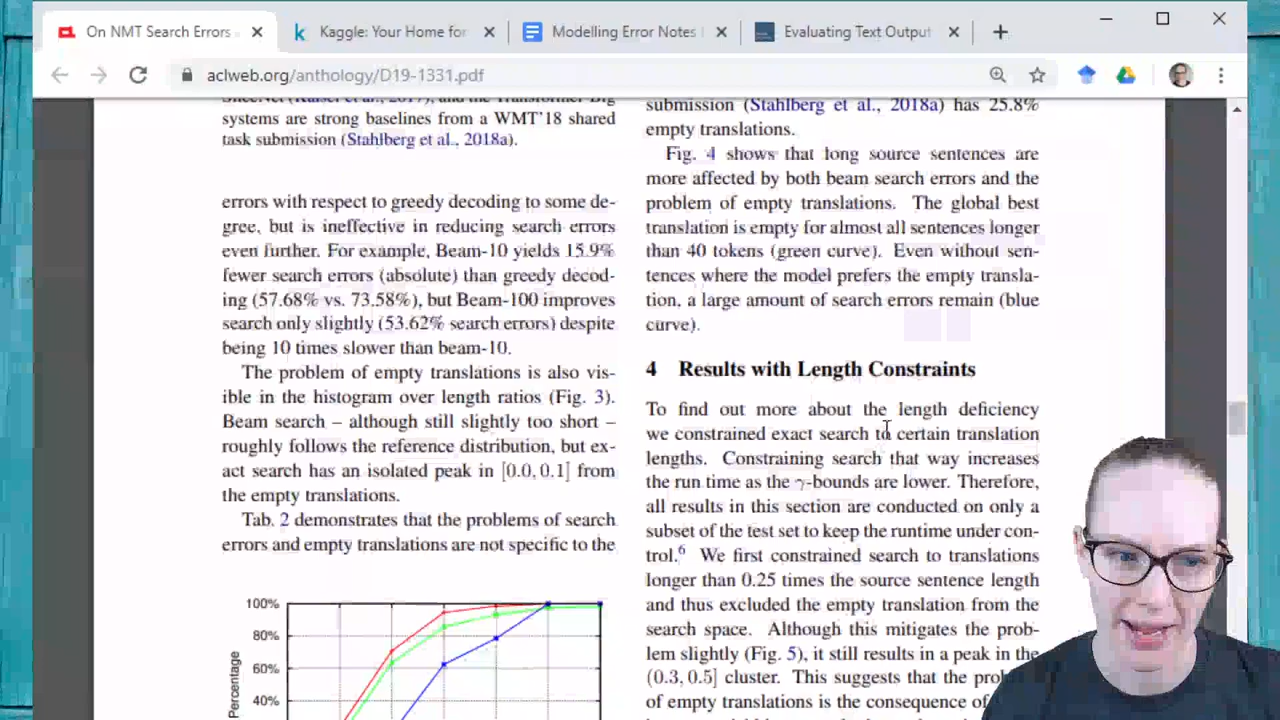 On NMT Search Errors
Kaggle: Your Home for
Modelling Error Notes
Evaluating Text Output
aclweb.org/anthology/D19-1331.pdf
systems are strong baselines from a WMT'18 shared
task submission (Stahlberg et al., 2018a).
errors with respect to greedy decoding to some de-
gree, but is ineffective in reducing search errors
even further. For example, Beam-10 yields 15.9%
fewer search errors (absolute) than greedy decod-
ing (57.68% vs. 73.58%), but Beam-100 improves
search only slightly (53.62% search errors) despite
being 10 times slower than beam-10.
The problem of empty translations is also vis-
ible in the histogram over length ratios (Fig. 3).
Beam search – although still slightly too short –
roughly follows the reference distribution, but ex-
act search has an isolated peak in [0.0, 0.1] from
the empty translations.
Tab. 2 demonstrates that the problems of search
errors and empty translations are not specific to the
100%
80%
60%
40%
Percentage
submission (Stahlberg et al., 2018a) has 25.8%
empty translations.
Fig. 4 shows that long source sentences are
more affected by both beam search errors and the
problem of empty translations. The global best
translation is empty for almost all sentences longer
than 40 tokens (green curve). Even without sen-
tences where the model prefers the empty transla-
tion, a large amount of search errors remain (blue
curve).
4 Results with Length Constraints
To find out more about the length deficiency
we constrained exact search to certain translation
lengths. Constraining search that way increases
the run time as the γ-bounds are lower. Therefore,
all results in this section are conducted on only a
subset of the test set to keep the runtime under con-
trol.6 We first constrained search to translations
longer than 0.25 times the source sentence length
and thus excluded the empty translation from the
search space. Although this mitigates the prob-
lem slightly (Fig. 5), it still results in a peak in the
(0.3, 0.5] cluster. This suggests that the
of empty translations is the consequence of